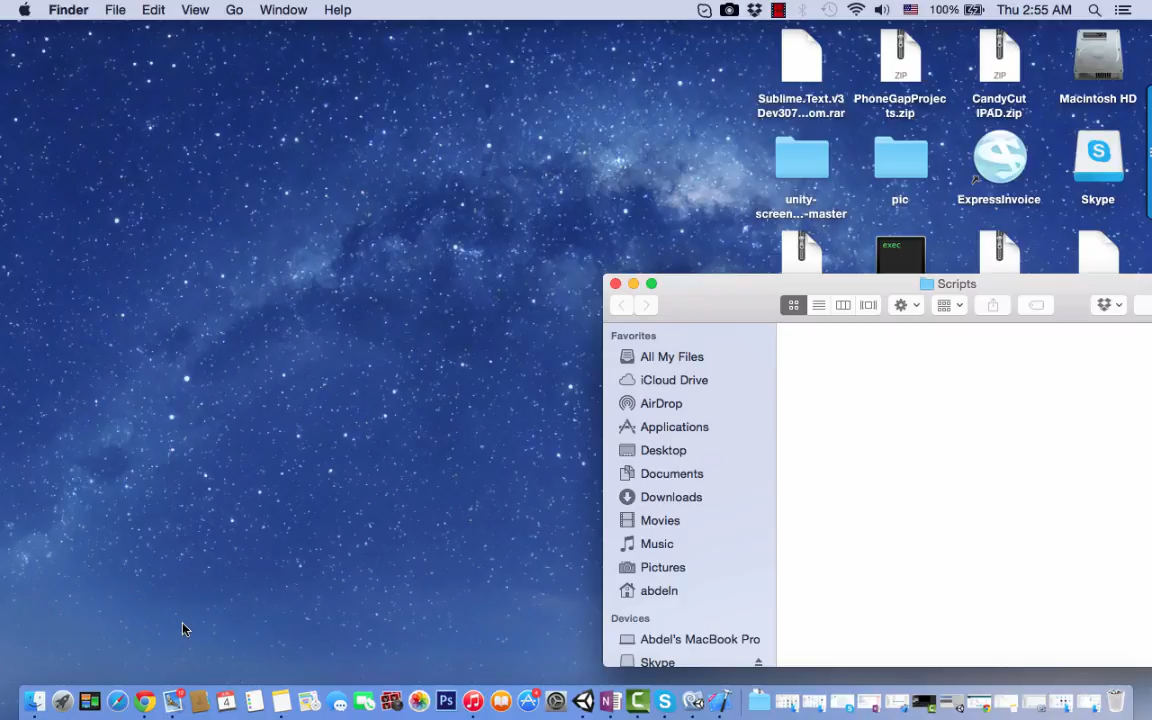 Finder File Edit View Go Window Help 100% Thu 2:55 AM
Sublime.Text.v3 Dev307...om.rar
PhoneGapProjec ts.zip
CandyCut IPAD.zip
Macintosh HD
ZIP
ZIP
unity-screen...-master
pic
ExpressInvoice
Skype
exec
Scripts
Favorites
All My Files
iCloud Drive
AirDrop
Applications
Desktop
Documents
Downloads
Movies
Music
Pictures
abdeln
Devices
Abdel's MacBook Pro
Skype